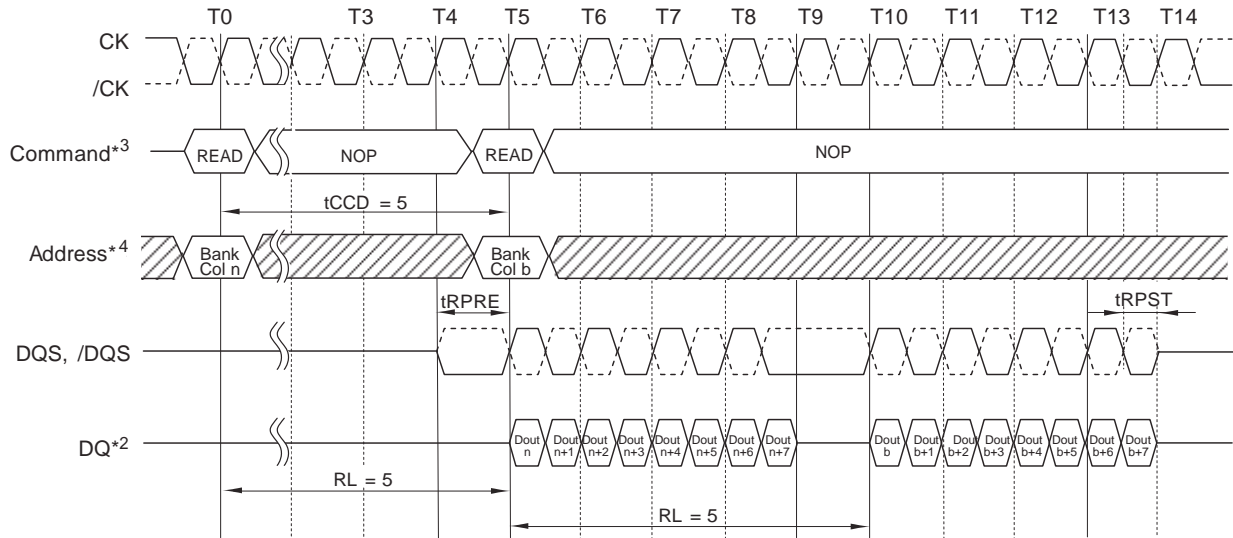 T0 T3 T4 T5 T6 T7 T8 T9 T10 T11 T12 T13 T14
CK
/CK
Command*3 READ NOP READ NOP
tCCD = 5
Address*4 Bank Col n Bank Col b
tRPRE tRPST
DQS, /DQS
DQ*2 Dout n Dout n+1 Dout n+2 Dout n+3 Dout n+4 Dout n+5 Dout n+6 Dout n+7 Dout b Dout b+1 Dout b+2 Dout b+3 Dout b+4 Dout b+5 Dout b+6 Dout b+7
RL = 5
RL = 5